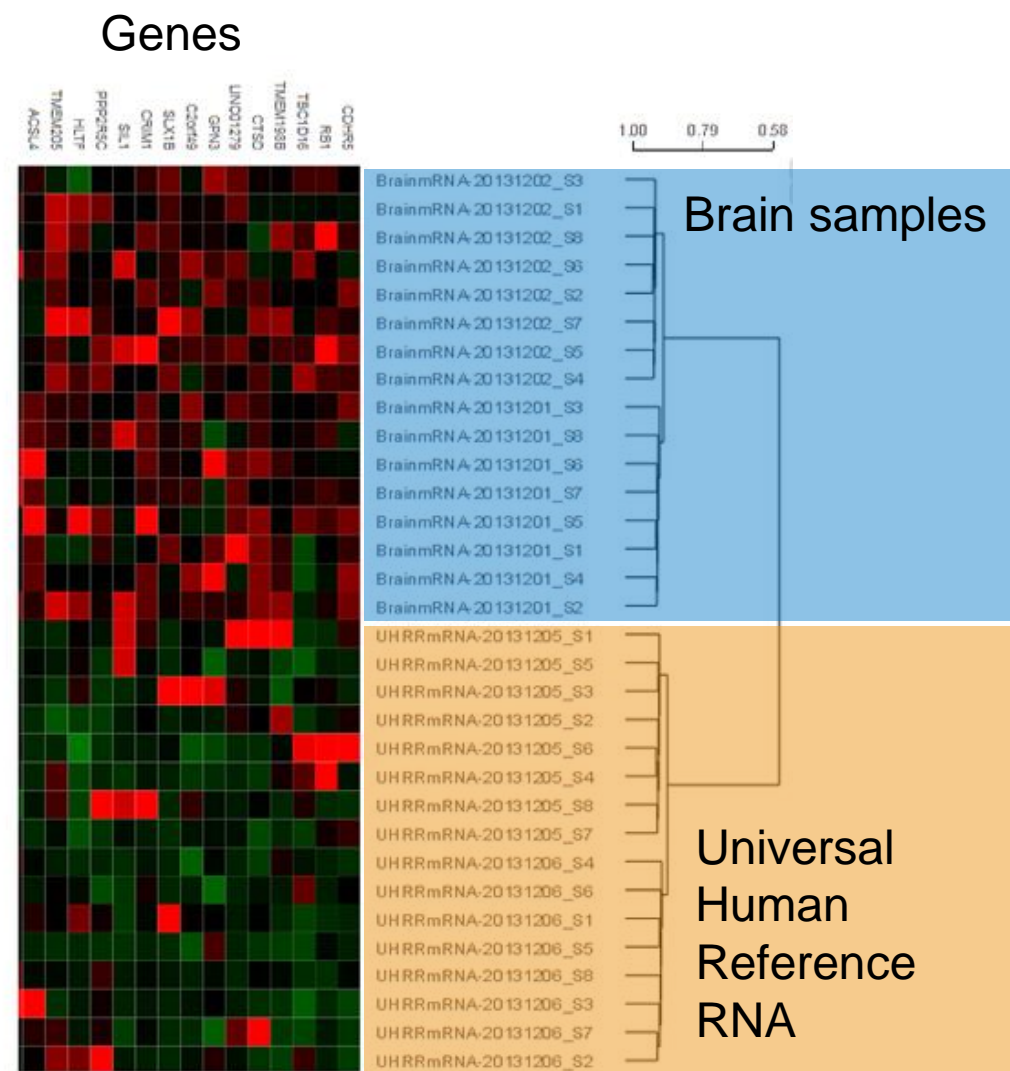 Genes
ACSL4
TMEM205
HLTF
PPP2R5C
SIL1
CRIM1
SLX1B
C2orf49
GPN3
LINC01279
CTSD
TMEM198B
TBC1D16
RB1
CDHR5
1.00 0.79 0.58
BrainmRNA-20131202_S3
BrainmRNA-20131202_S1
BrainmRNA-20131202_S8
BrainmRNA-20131202_S6
BrainmRNA-20131202_S2
BrainmRNA-20131202_S7
BrainmRNA-20131202_S5
BrainmRNA-20131202_S4
BrainmRNA-20131201_S3
BrainmRNA-20131201_S8
BrainmRNA-20131201_S6
BrainmRNA-20131201_S7
BrainmRNA-20131201_S5
BrainmRNA-20131201_S1
BrainmRNA-20131201_S4
BrainmRNA-20131201_S2
Brain samples
UHRRmRNA-20131205_S1
UHRRmRNA-20131205_S5
UHRRmRNA-20131205_S3
UHRRmRNA-20131205_S2
UHRRmRNA-20131205_S6
UHRRmRNA-20131205_S4
UHRRmRNA-20131205_S8
UHRRmRNA-20131205_S7
UHRRmRNA-20131206_S4
UHRRmRNA-20131206_S6
UHRRmRNA-20131206_S1
UHRRmRNA-20131206_S5
UHRRmRNA-20131206_S8
UHRRmRNA-20131206_S3
UHRRmRNA-20131206_S7
UHRRmRNA-20131206_S2
Universal
Human
Reference
RNA